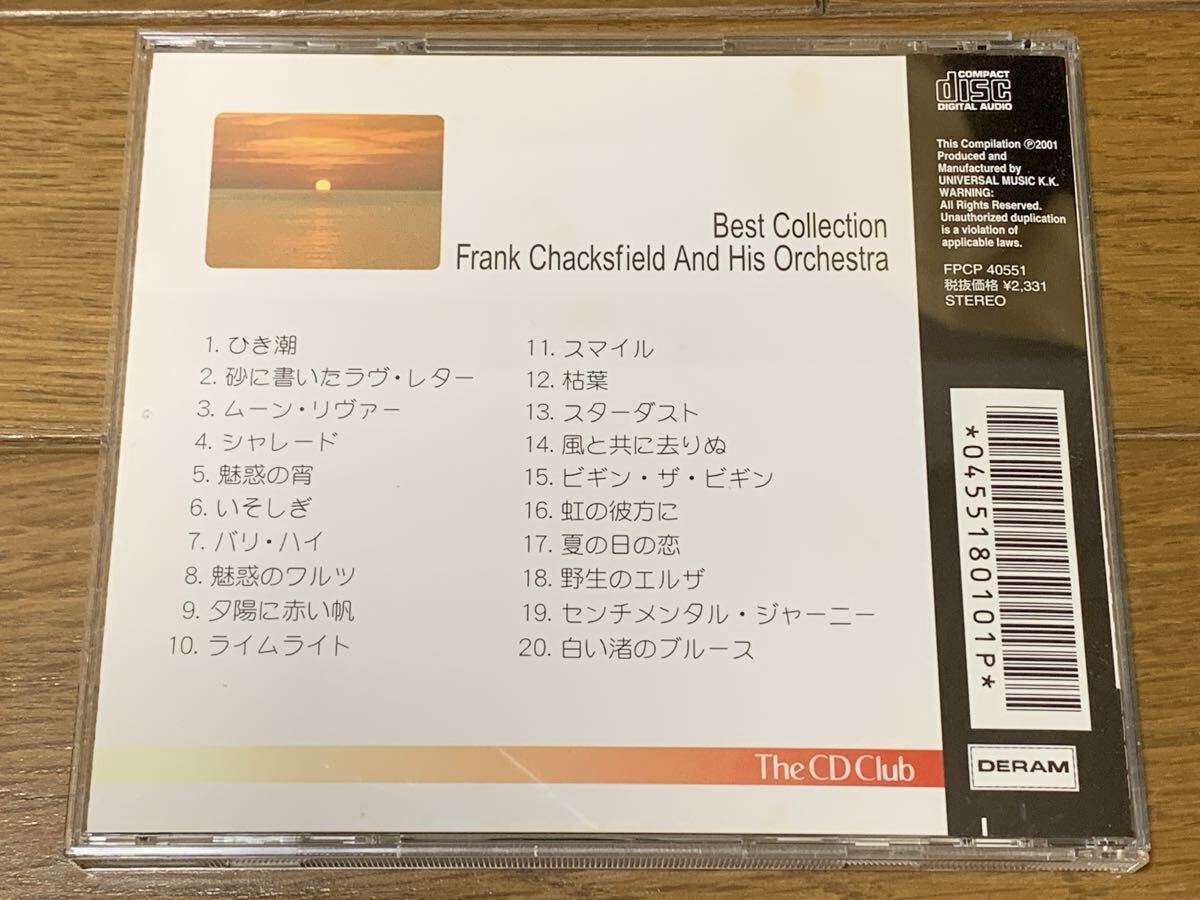 Best Collection
Frank Chacksfield And His Orchestra
1. ひき潮
2. 砂に書いたラヴ・レター
3. ムーン・リヴァー
4. シャレード
5. 魅惑の宵
6. いそしぎ
7. バリ・ハイ
8. 魅惑のワルツ
9. 夕陽に赤い帆
10. ライムライト
11. スマイル
12. 枯葉
13. スターダスト
14. 風と共に去りぬ
15. ビギン・ザ・ビギン
16. 虹の彼方に
17. 夏の日の恋
18. 野生のエルザ
19. センチメンタル・ジャーニー
20. 白い渚のブルース
The CD Club
COMPACT
disc
DIGITAL AUDIO
This Compilation ℗2001
Produced and
Manufactured by
UNIVERSAL MUSIC K.K.
WARNING:
All Rights Reserved.
Unauthorized duplication
is a violation of
applicable laws.
FPCP 40551
税抜価格 ¥2,331
STEREO
*0455180101P*
DERAM